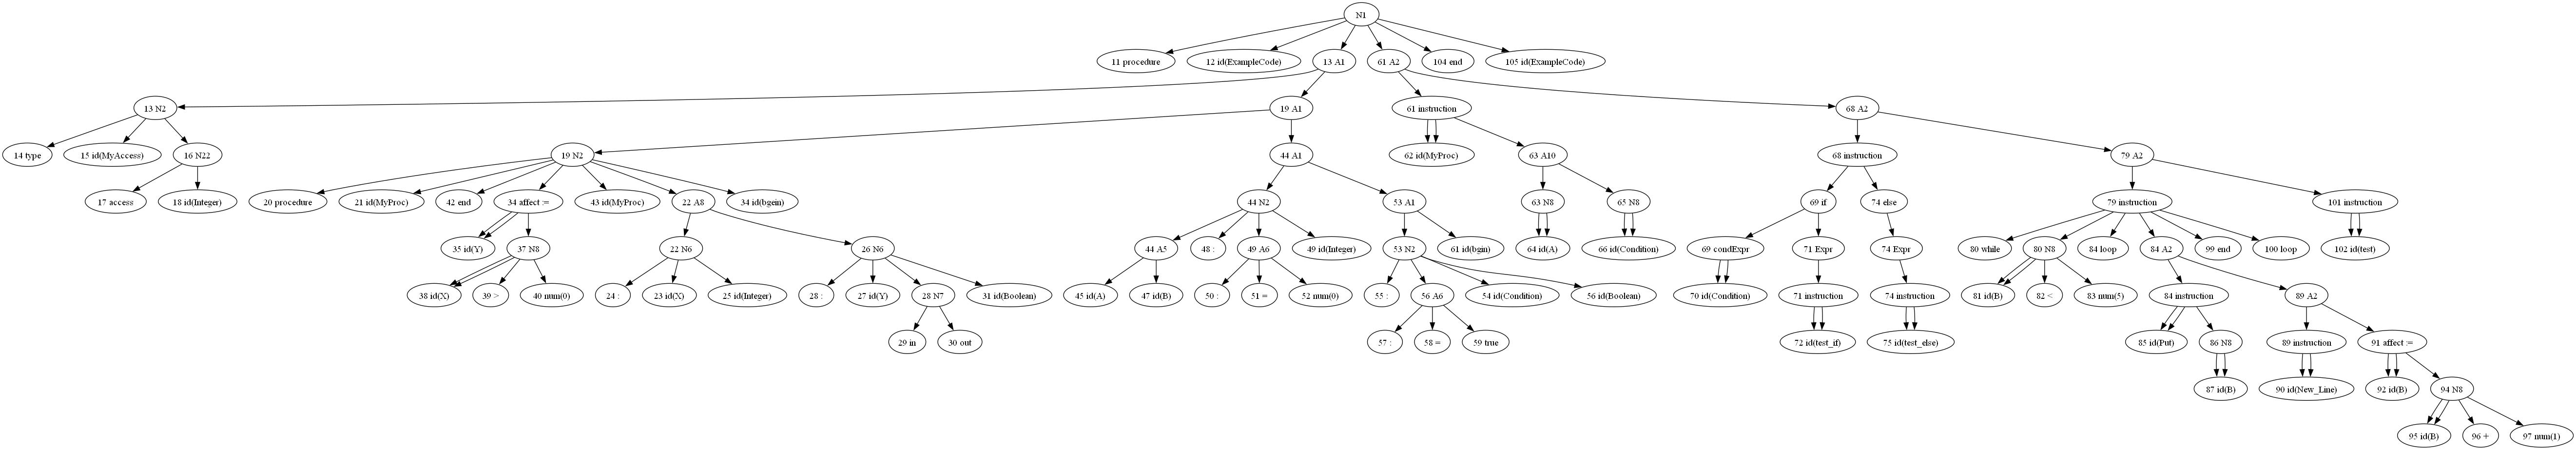 N1
11 procedure
12 id(ExampleCode)
13 A1
61 A2
104 end
105 id(ExampleCode)
13 N2
19 A1
61 instruction
68 A2
14 type
15 id(MyAccess)
16 N22
19 N2
44 A1
62 id(MyProc)
63 A10
68 instruction
79 A2
17 access
18 id(Integer)
20 procedure
21 id(MyProc)
42 end
34 affect :=
43 id(MyProc)
22 A8
34 id(bgein)
44 N2
53 A1
63 N8
65 N8
69 if
74 else
79 instruction
101 instruction
35 id(Y)
37 N8
22 N6
26 N6
44 A5
48 :
49 A6
49 id(Integer)
53 N2
61 id(bgin)
64 id(A)
66 id(Condition)
69 condExpr
71 Expr
74 Expr
80 while
80 N8
84 loop
84 A2
99 end
100 loop
102 id(test)
38 id(X)
39 >
40 num(0)
24 :
23 id(X)
25 id(Integer)
28 :
27 id(Y)
28 N7
31 id(Boolean)
45 id(A)
47 id(B)
50 :
51 =
52 num(0)
55 :
56 A6
54 id(Condition)
56 id(Boolean)
70 id(Condition)
71 instruction
74 instruction
81 id(B)
82 <
83 num(5)
84 instruction
89 A2
29 in
30 out
57 :
58 =
59 true
72 id(test_if)
75 id(test_else)
85 id(Put)
86 N8
89 instruction
91 affect :=
87 id(B)
90 id(New_Line)
92 id(B)
94 N8
95 id(B)
96 +
97 num(1)